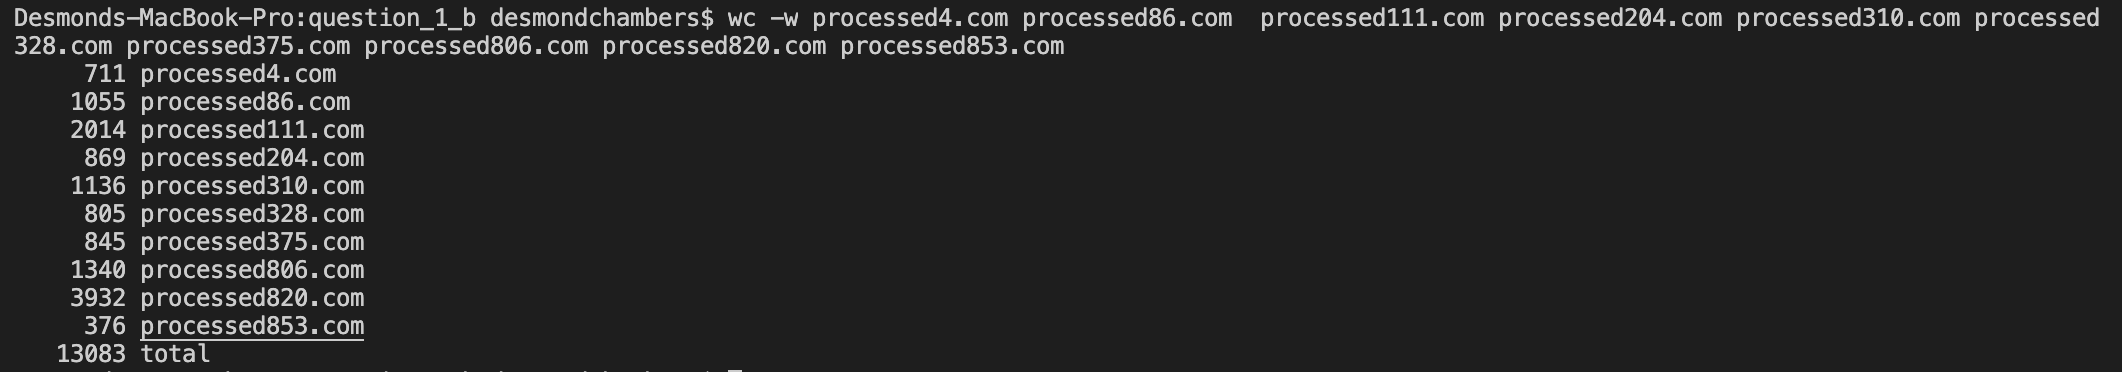 Desmonds-MacBook-Pro:question_1_b desmondchambers$ wc -w processed4.com processed86.com  processed111.com processed204.com processed310.com processed
328.com processed375.com processed806.com processed820.com processed853.com
711 processed4.com
1055 processed86.com
2014 processed111.com
869 processed204.com
1136 processed310.com
805 processed328.com
845 processed375.com
1340 processed806.com
3932 processed820.com
376 processed853.com
13083 total